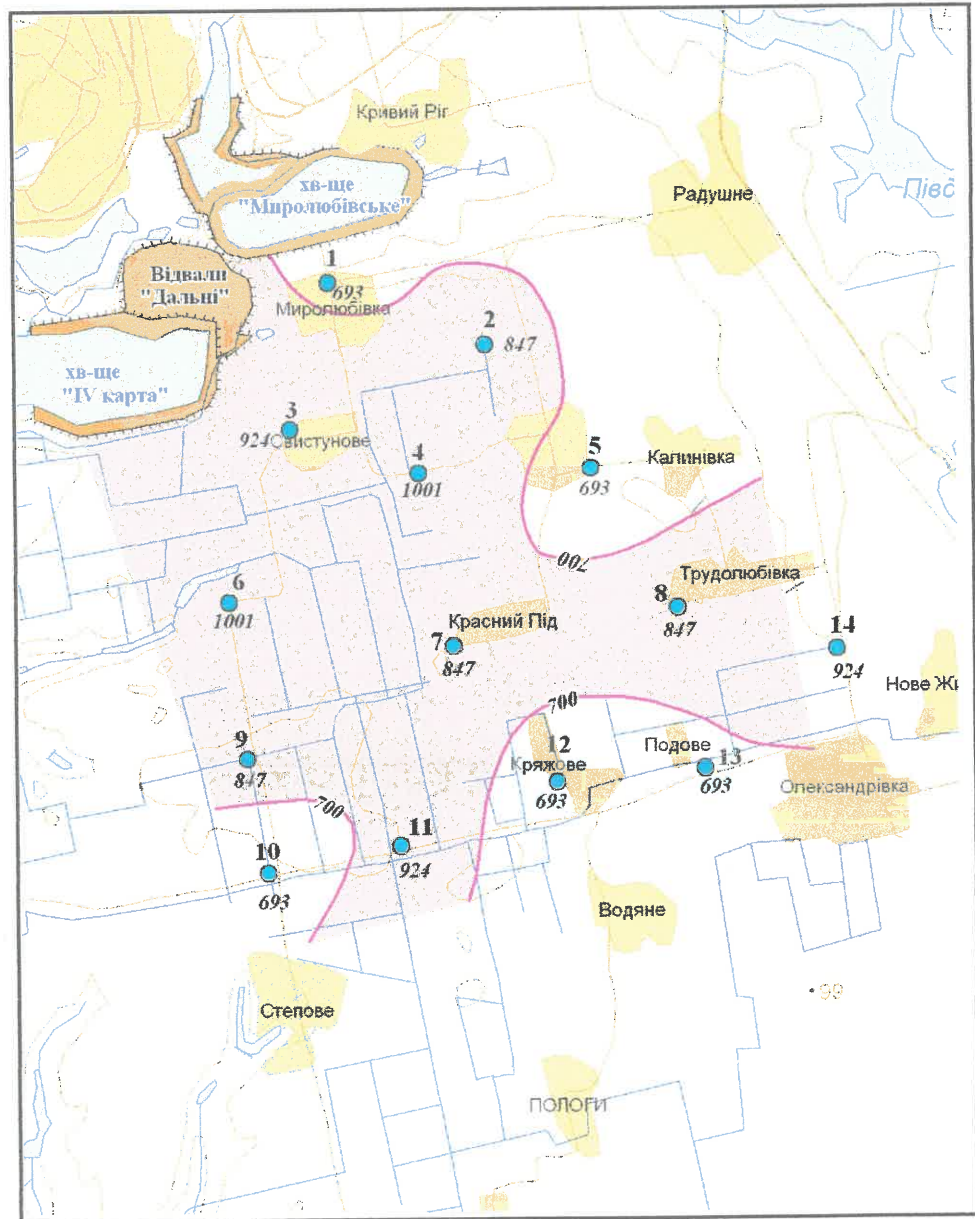 Кривий Ріг
хв-ще
"Миролюбівське"
Радушне
Півд
1
693
Миролюбівка
Відвали
"Дальні"
2
847
хв-ще
"IV карта"
3
924
Свистунове
4
1001
5
693
Калинівка
700
6
1001
Трудолюбівка
8
847
Красний Під
7
847
14
924
Нове Жи
700
9
847
12
Кряжове
693
Подове
13
693
Олександрівка
700
10
693
11
924
Водяне
Степове
99
ПОЛОГИ